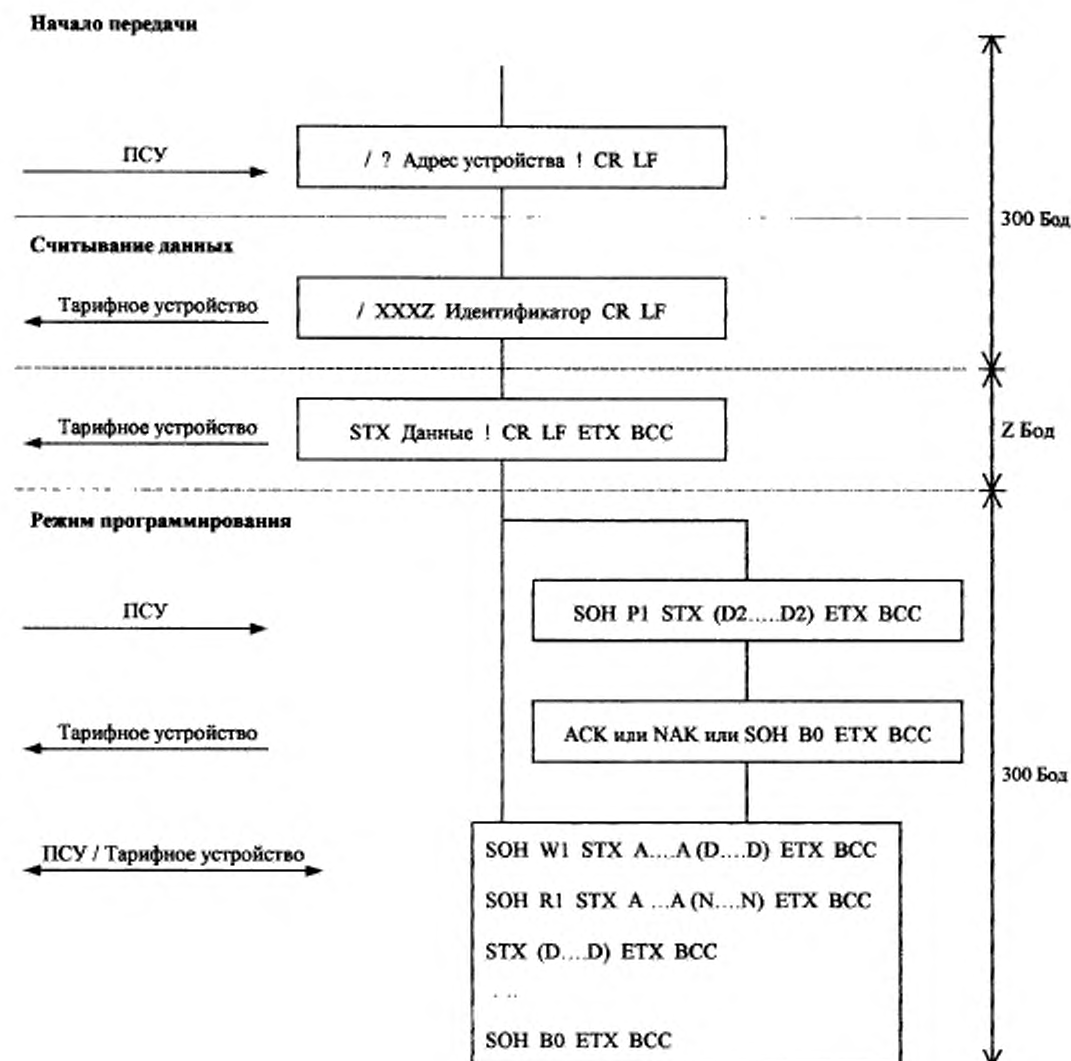 Начало передачи
ПСУ
/ ? Адрес устройства ! CR LF
300 Бод
Считывание данных
Тарифное устройство
/ XXXZ Идентификатор CR LF
Тарифное устройство
STX Данные ! CR LF ETX BCC
Z Бод
Режим программирования
ПСУ
SOH P1 STX (D2.....D2) ETX BCC
Тарифное устройство
ACK или NAK или SOH B0 ETX BCC
300 Бод
ПСУ / Тарифное устройство
SOH W1 STX A....A (D....D) ETX BCC
SOH R1 STX A ...A (N....N) ETX BCC
STX (D....D) ETX BCC
. ..
SOH B0 ETX BCC